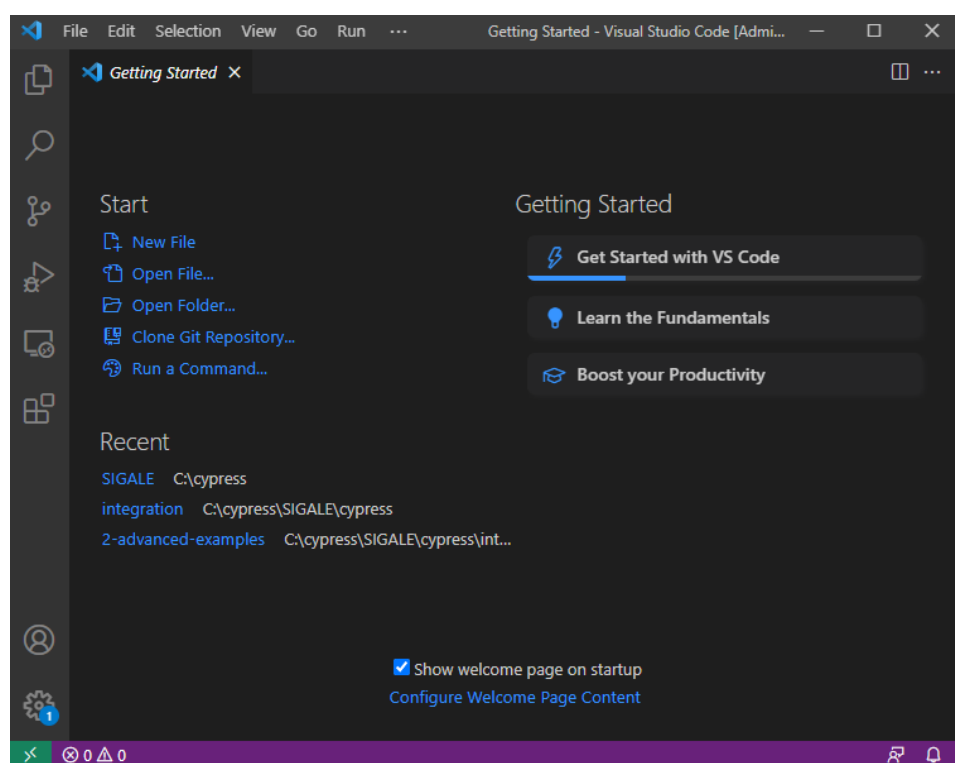 File Edit Selection View Go Run ··· Getting Started - Visual Studio Code [Admi...
Getting Started
Start
New File
Open File...
Open Folder...
Clone Git Repository...
Run a Command...
Recent
SIGALE C:\cypress
integration C:\cypress\SIGALE\cypress
2-advanced-examples C:\cypress\SIGALE\cypress\int...
Getting Started
Get Started with VS Code
Learn the Fundamentals
Boost your Productivity
Show welcome page on startup
Configure Welcome Page Content
1
0 0